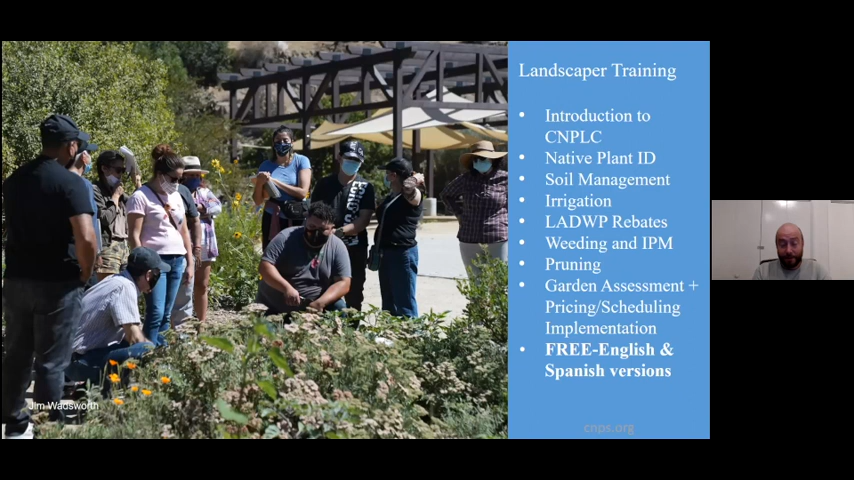 Landscaper Training
• Introduction to
CNPLC
• Native Plant ID
• Soil Management
• Irrigation
• LADWP Rebates
• Weeding and IPM
• Pruning
• Garden Assessment +
Pricing/Scheduling
Implementation
• FREE-English &
Spanish versions
Jim Wadsworth
cnps.org